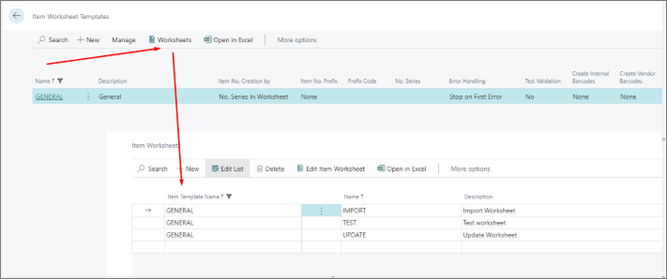 Item Worksheet Templates
Search New Manage Worksheets Open in Excel More options
Name Description Item No. Creation by Item No. Prefix Prefix Code No. Series Error Handling Test Validation Create Internal Barcodes Create Vendor Barcodes
GENERAL General No. Series In Worksheet None Stop on First Error No None None
Item Worksheets
Search New Edit List Delete Edit Item Worksheet Open in Excel More options
Item Template Name Name Description
GENERAL IMPORT Import Worksheet
GENERAL TEST Test worksheet
GENERAL UPDATE Update Worksheet